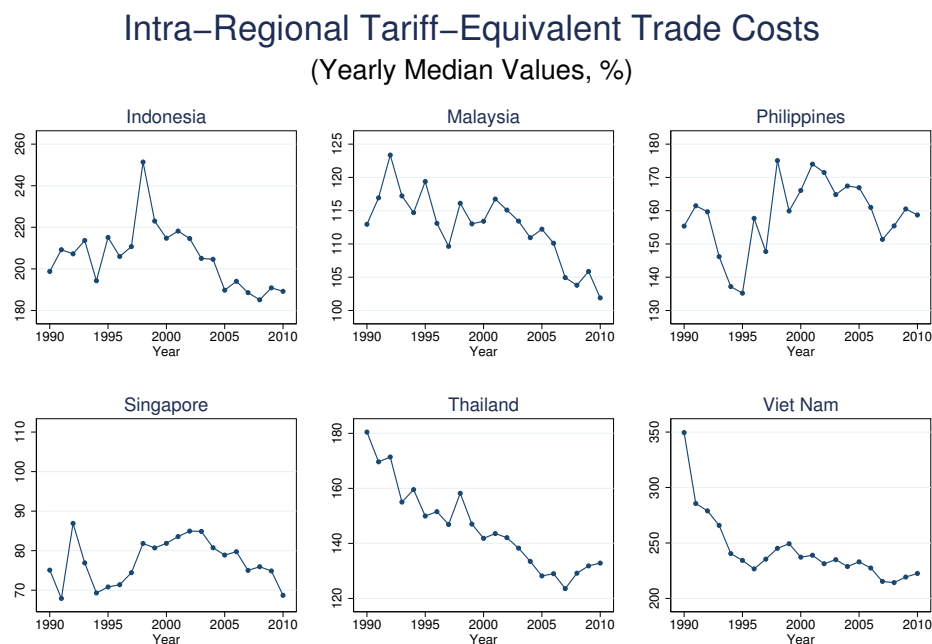 Intra−Regional Tariff−Equivalent Trade Costs
(Yearly Median Values, %)
Indonesia
260
240
220
200
180
1990 1995 2000 2005 2010
Year
Malaysia
125
120
115
110
105
100
1990 1995 2000 2005 2010
Year
Philippines
180
170
160
150
140
130
1990 1995 2000 2005 2010
Year
Singapore
110
100
90
80
70
1990 1995 2000 2005 2010
Year
Thailand
180
160
140
120
1990 1995 2000 2005 2010
Year
Viet Nam
350
300
250
200
1990 1995 2000 2005 2010
Year